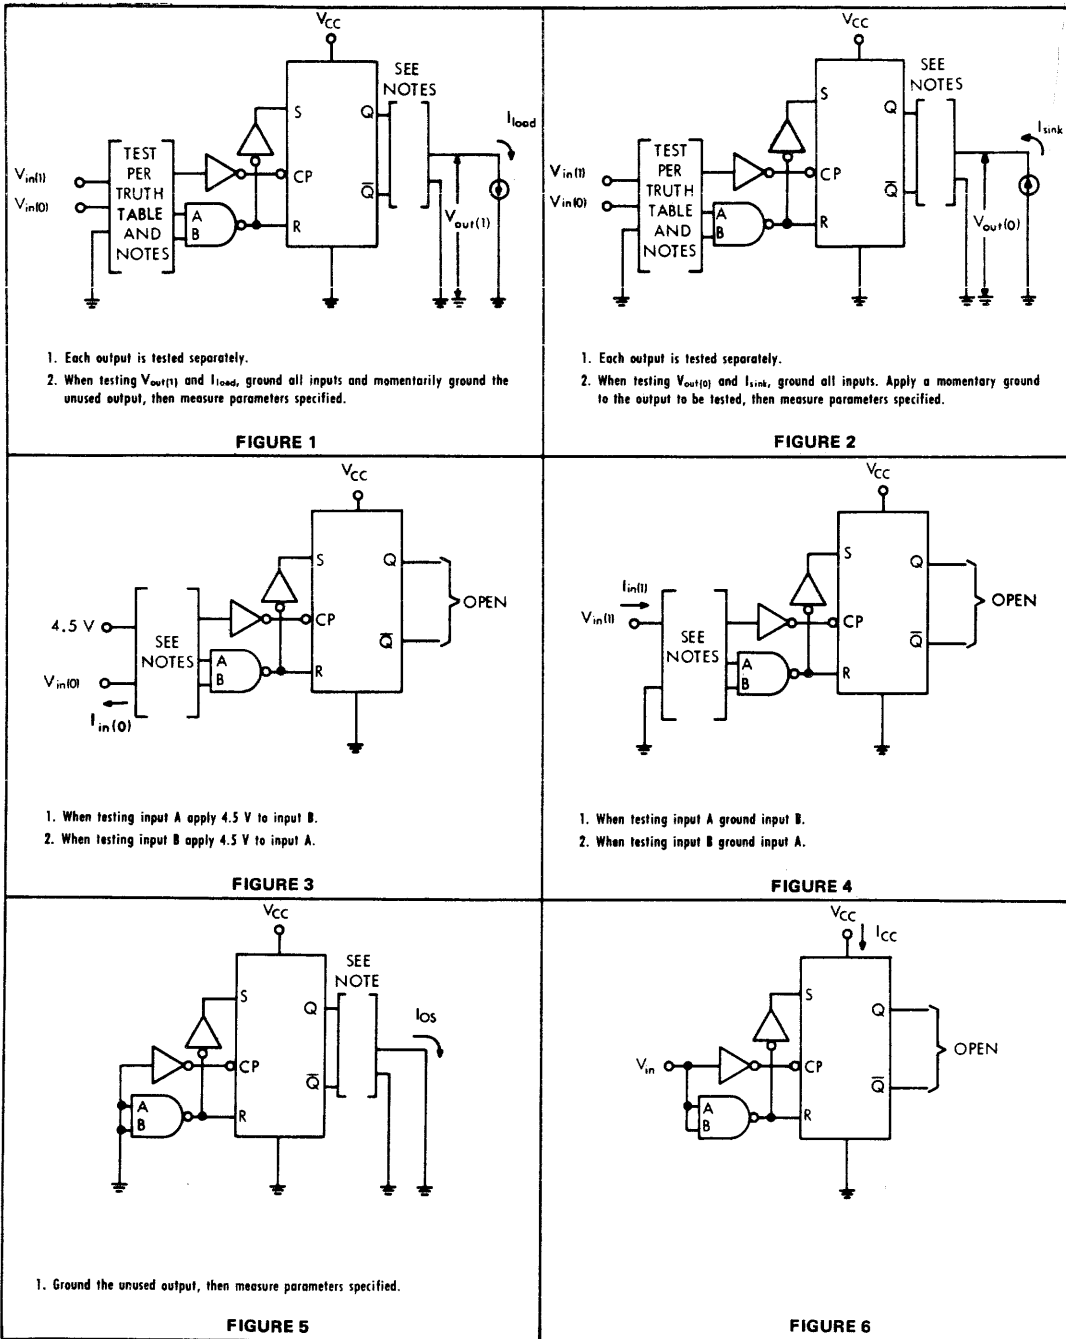 VCC
S
Q
SEE
NOTES
Iload
TEST
PER
TRUTH
TABLE
AND
NOTES
Vin(1)
Vin(0)
CP
A
B
R
Q̅
Vout(1)
1. Each output is tested separately.
2. When testing Vout(1) and Iload, ground all inputs and momentarily ground the
unused output, then measure parameters specified.
FIGURE 1
VCC
S
Q
SEE
NOTES
Isink
TEST
PER
TRUTH
TABLE
AND
NOTES
Vin(1)
Vin(0)
CP
A
B
R
Q̅
Vout(0)
1. Each output is tested separately.
2. When testing Vout(0) and Isink, ground all inputs. Apply a momentary ground
to the output to be tested, then measure parameters specified.
FIGURE 2
VCC
S
Q
4.5 V
CP
OPEN
SEE
NOTES
A
B
R
Q̅
Vin(0)
Iin(0)
1. When testing input A apply 4.5 V to input B.
2. When testing input B apply 4.5 V to input A.
FIGURE 3
VCC
S
Q
Iin(1)
Vin(1)
CP
OPEN
SEE
NOTES
A
B
R
Q̅
1. When testing input A ground input B.
2. When testing input B ground input A.
FIGURE 4
VCC
S
Q
SEE
NOTE
IOS
CP
A
B
R
Q̅
1. Ground the unused output, then measure parameters specified.
FIGURE 5
VCC
ICC
S
Q
Vin
CP
OPEN
A
B
R
Q̅
FIGURE 6